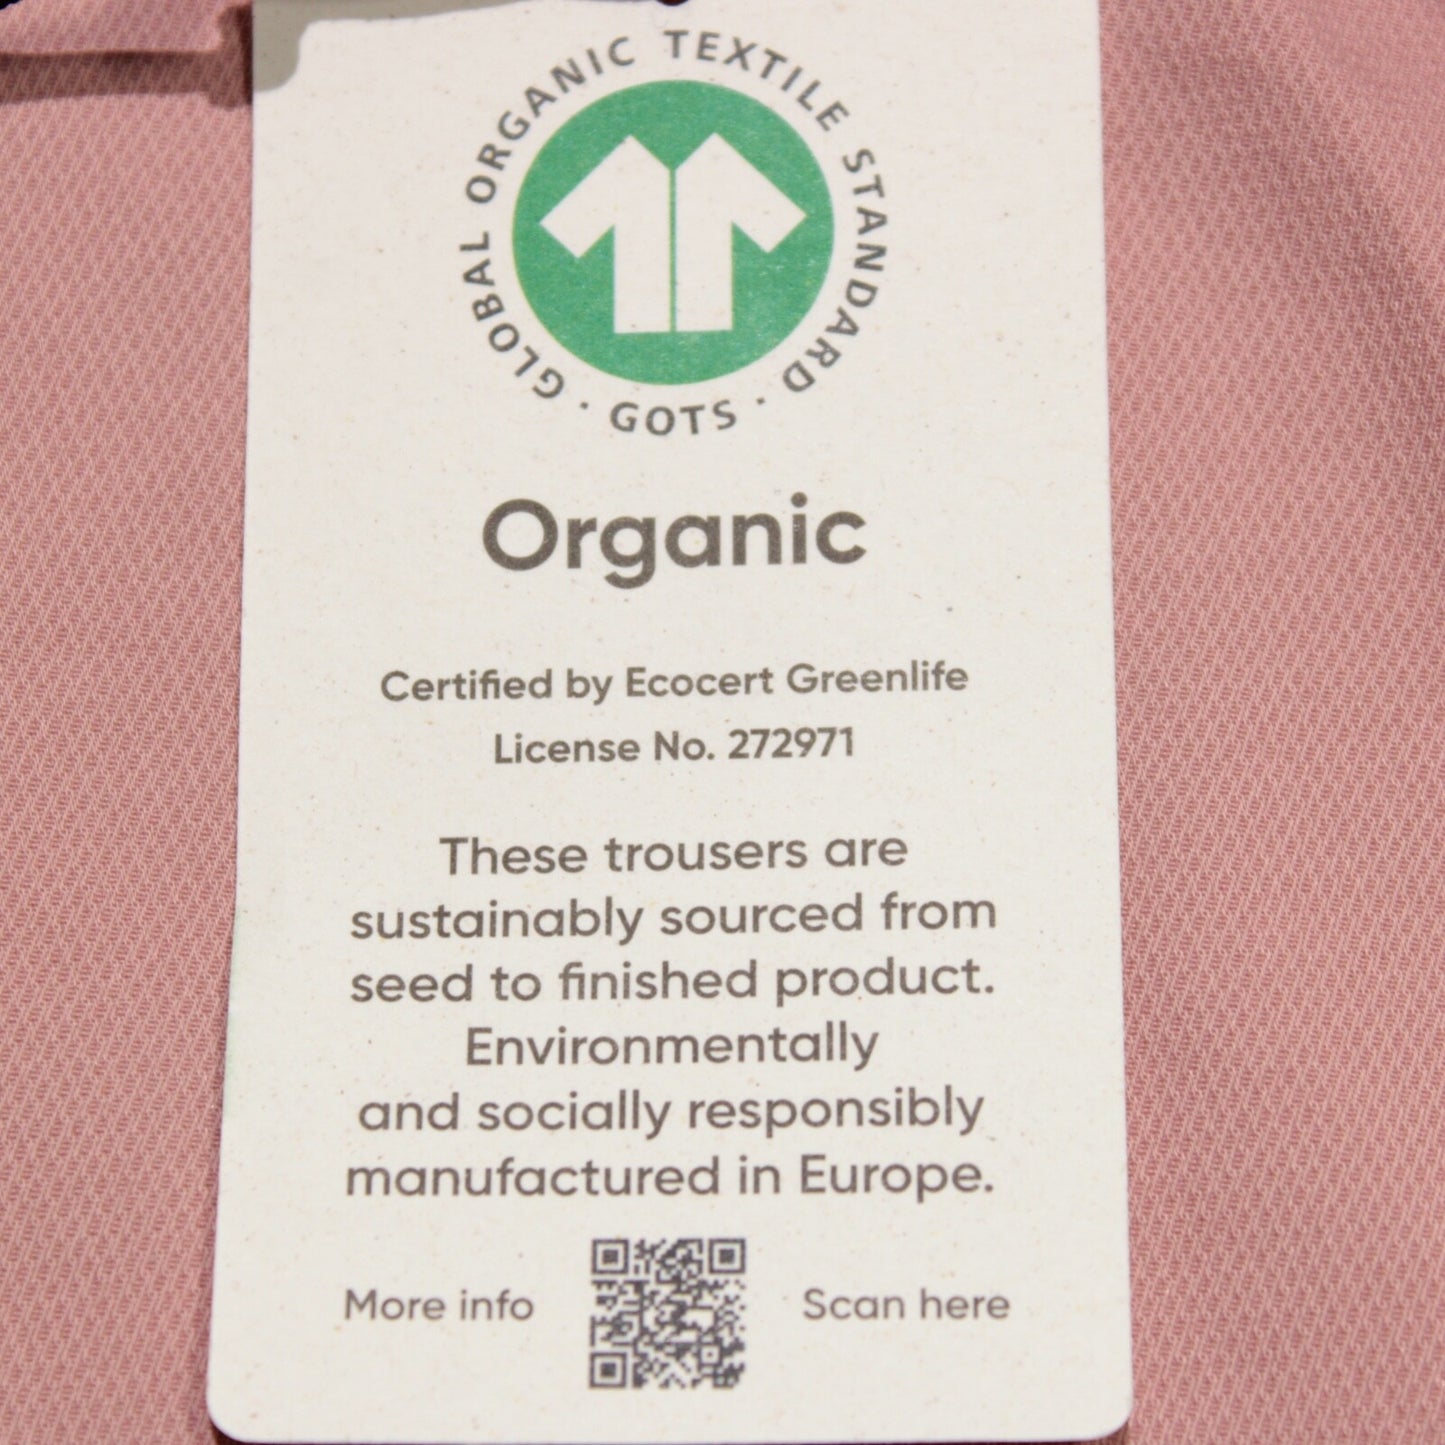 GLOBAL ORGANIC TEXTILE STANDARD · GOTS ·
Organic
Certified by Ecocert Greenlife
License No. 272971
These trousers are
sustainably sourced from
seed to finished product.
Environmentally
and socially responsibly
manufactured in Europe.
More info Scan here